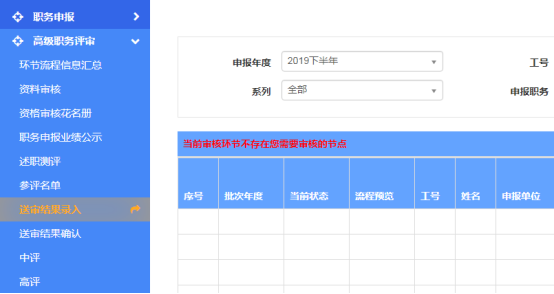 职务申报
高级职务评审
环节流程信息汇总
资料审核
资格审核花名册
职务申报业绩公示
述职测评
参评名单
送审结果录入
送审结果确认
中评
高评
申报年度 2019下半年 工号
系列 全部 申报职务
当前审核环节不存在您需要审核的节点
序号 批次年度 当前状态 流程预览 工号 姓名 申报单位